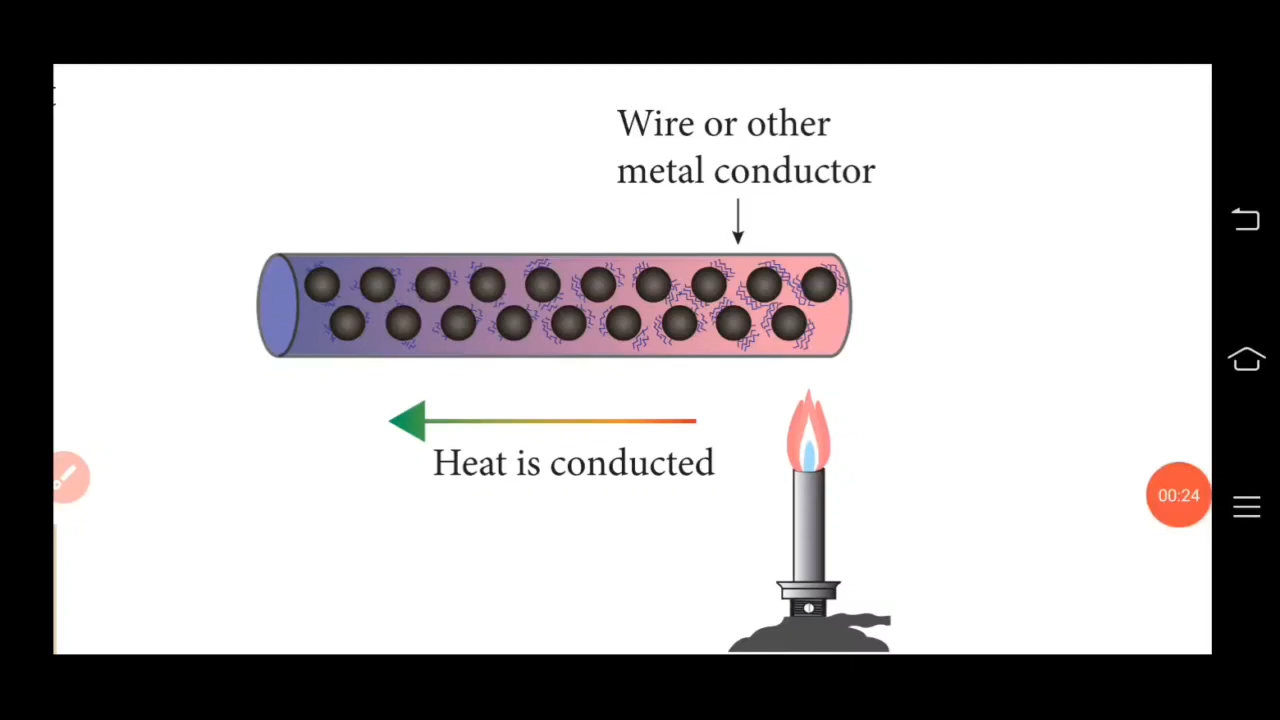 Wire or other
metal conductor
Heat is conducted
00:24